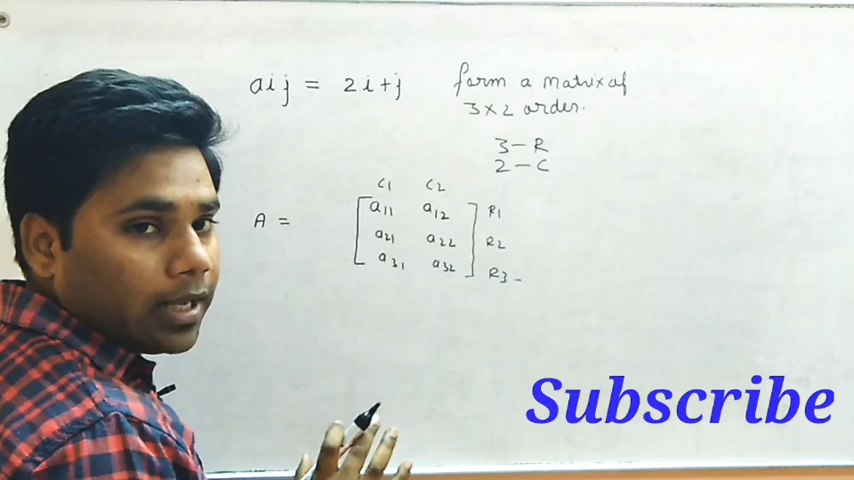 aij = 2i+j form a matrix of
3×2 order.
3 – R
2 – C
C1 C2
A = [ a11 a12 ] R1
a21 a22 R2
a31 a32 R3 –
Subscribe